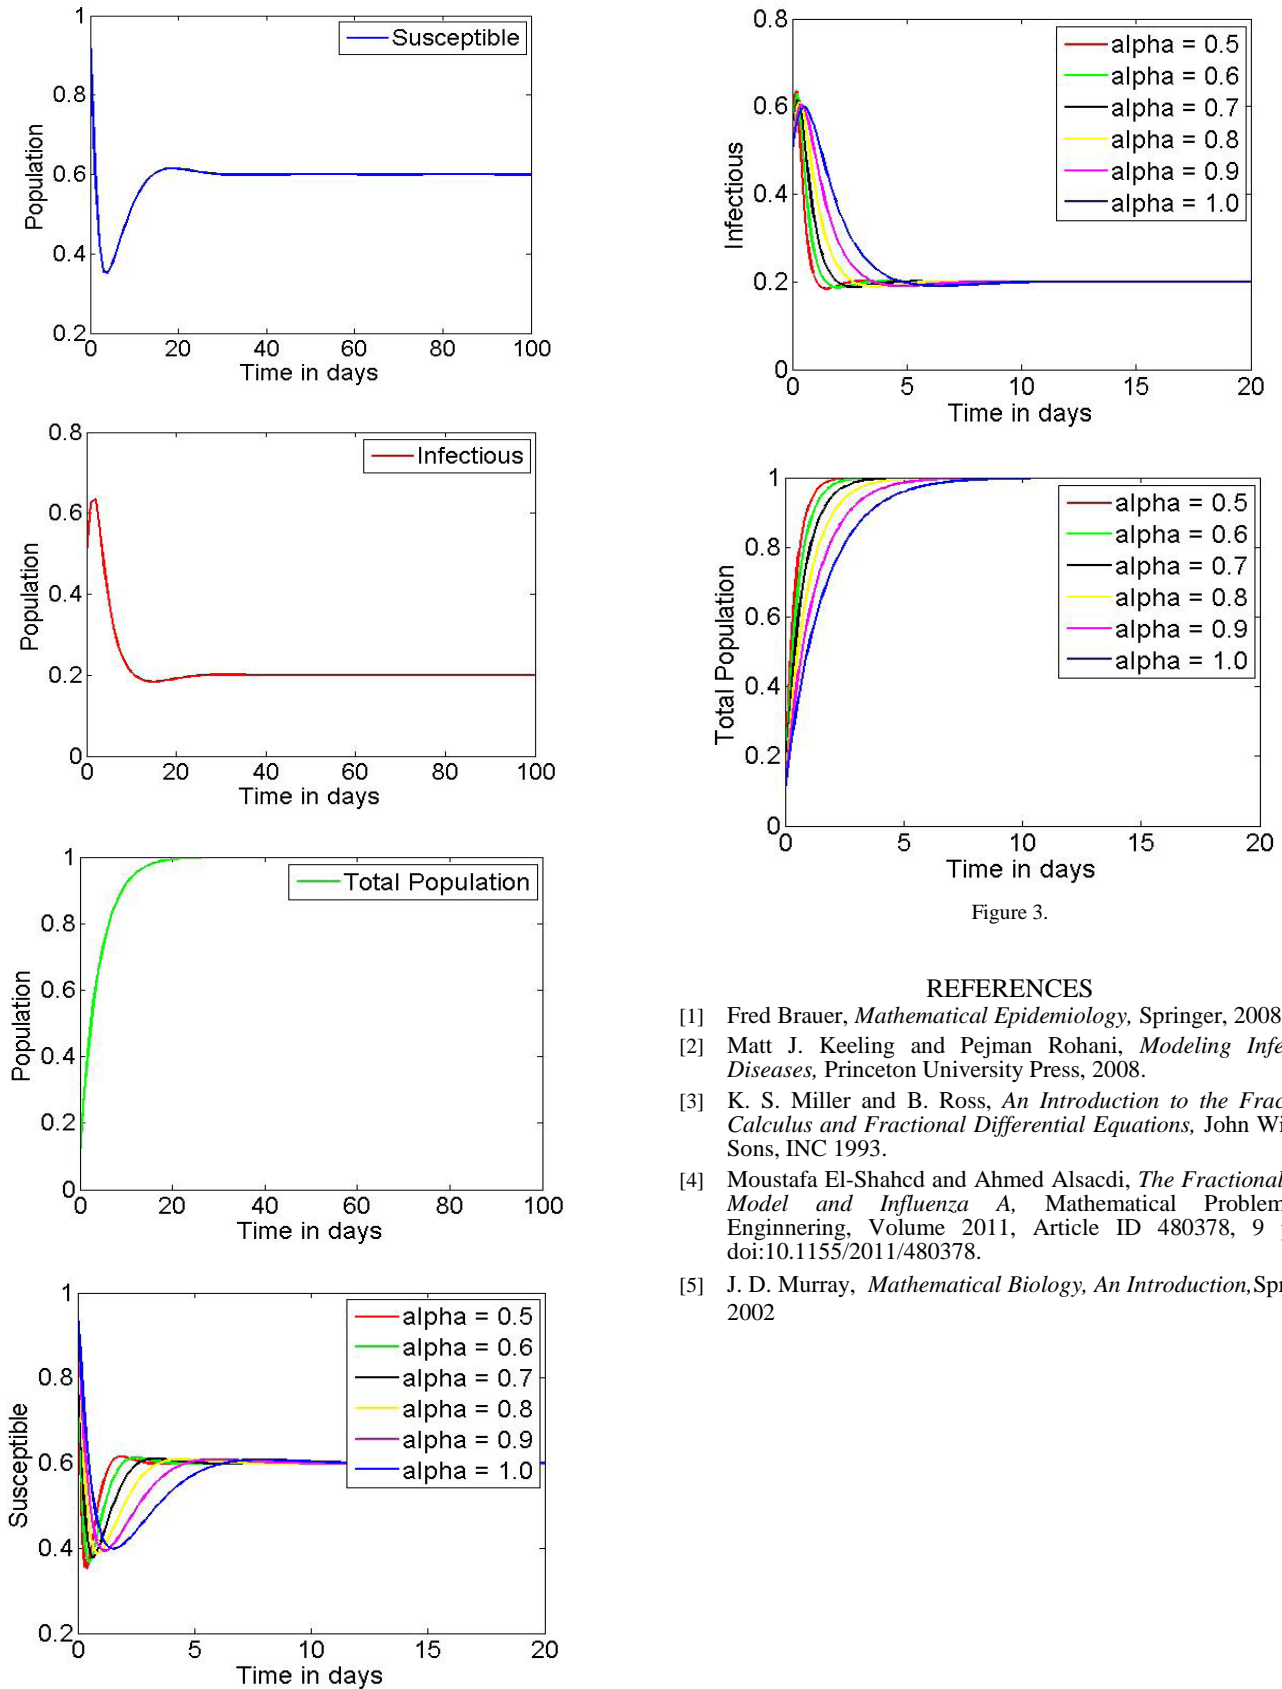 1
0.8
0.6
0.4
0.2
0 20 40 60 80 100
Population
Time in days
Susceptible
0.8
0.6
0.4
0.2
0
0 20 40 60 80 100
Population
Time in days
Infectious
1
0.8
0.6
0.4
0.2
0
0 20 40 60 80 100
Population
Time in days
Total Population
1
0.8
0.6
0.4
0.2
0 5 10 15 20
Susceptible
Time in days
alpha = 0.5
alpha = 0.6
alpha = 0.7
alpha = 0.8
alpha = 0.9
alpha = 1.0
0.8
0.6
0.4
0.2
0
0 5 10 15 20
Infectious
Time in days
alpha = 0.5
alpha = 0.6
alpha = 0.7
alpha = 0.8
alpha = 0.9
alpha = 1.0
1
0.8
0.6
0.4
0.2
0
0 5 10 15 20
Total Population
Time in days
alpha = 0.5
alpha = 0.6
alpha = 0.7
alpha = 0.8
alpha = 0.9
alpha = 1.0
Figure 3.
REFERENCES
[1] Fred Brauer, Mathematical Epidemiology, Springer, 2008
[2] Matt J. Keeling and Pejman Rohani, Modeling Infe
Diseases, Princeton University Press, 2008.
[3] K. S. Miller and B. Ross, An Introduction to the Frac
Calculus and Fractional Differential Equations, John Wi
Sons, INC 1993.
[4] Moustafa El-Shahcd and Ahmed Alsacdi, The Fractional
Model and Influenza A, Mathematical Problem
Enginnering, Volume 2011, Article ID 480378, 9
doi:10.1155/2011/480378.
[5] J. D. Murray, Mathematical Biology, An Introduction,Spr
2002